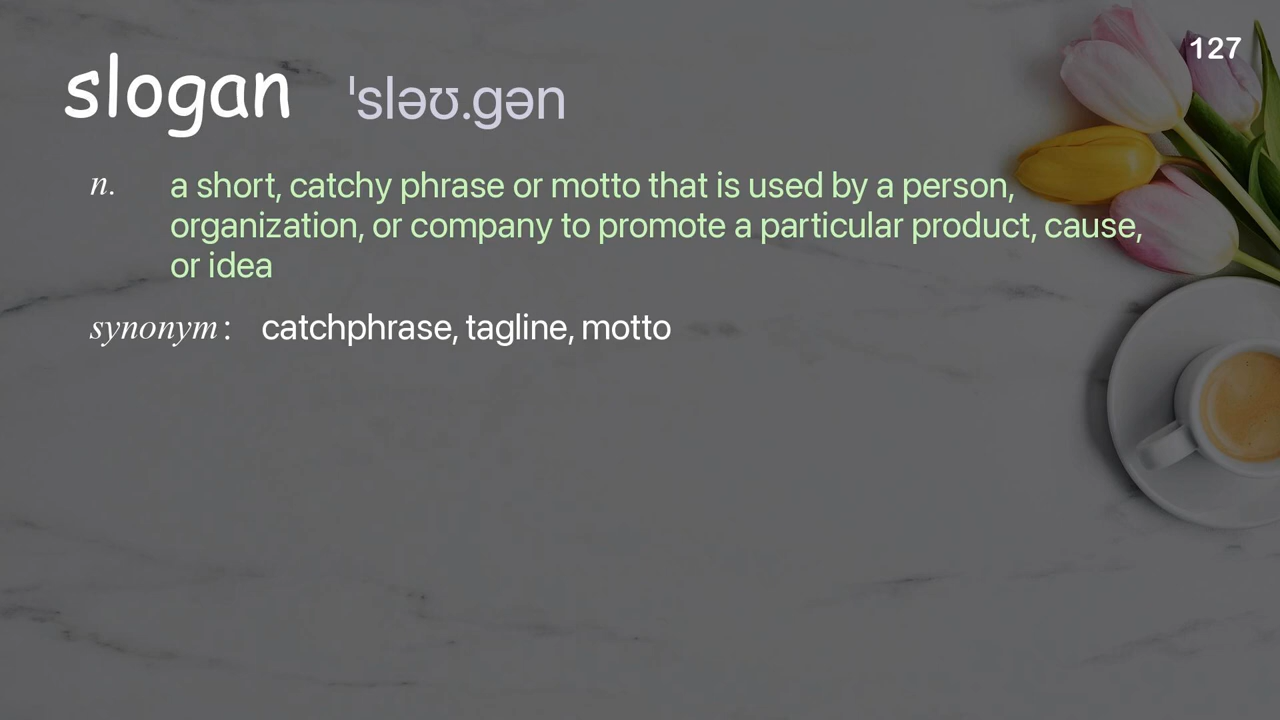 127
slogan ˈsləʊ.gən
n. a short, catchy phrase or motto that is used by a person,
organization, or company to promote a particular product, cause,
or idea
synonym: catchphrase, tagline, motto